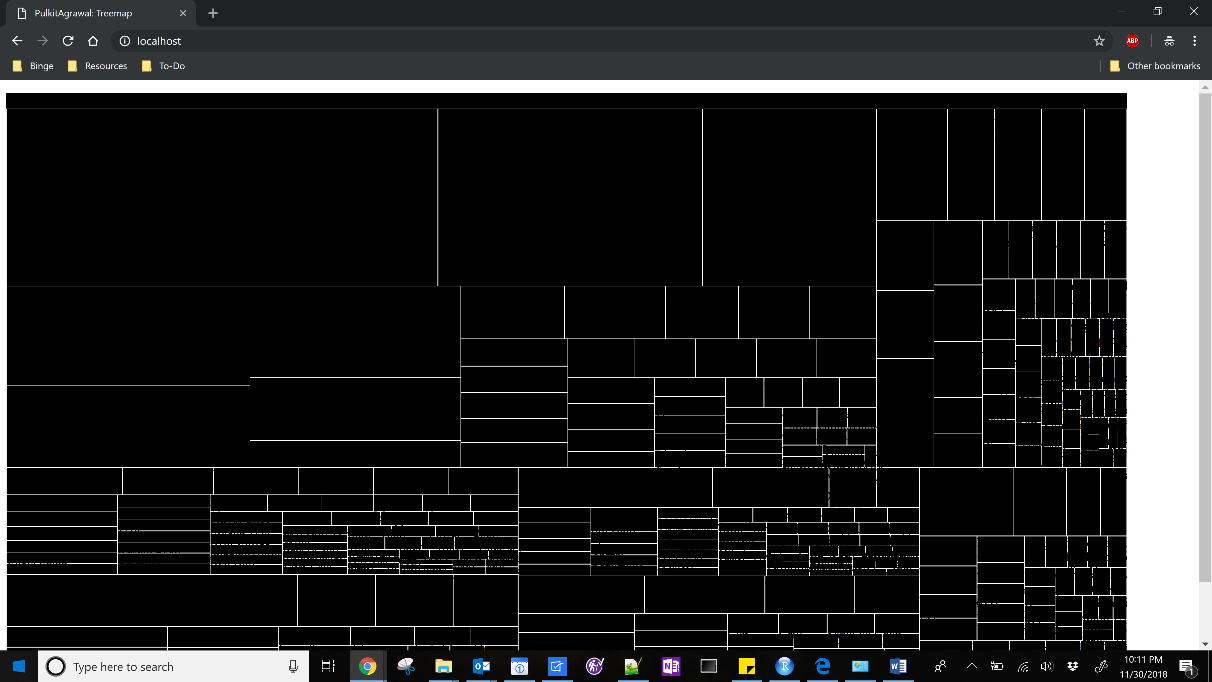 PulkitAgrawal: Treemap
localhost
ABP
Binge Resources To-Do Other bookmarks
Type here to search
10:11 PM
11/30/2018